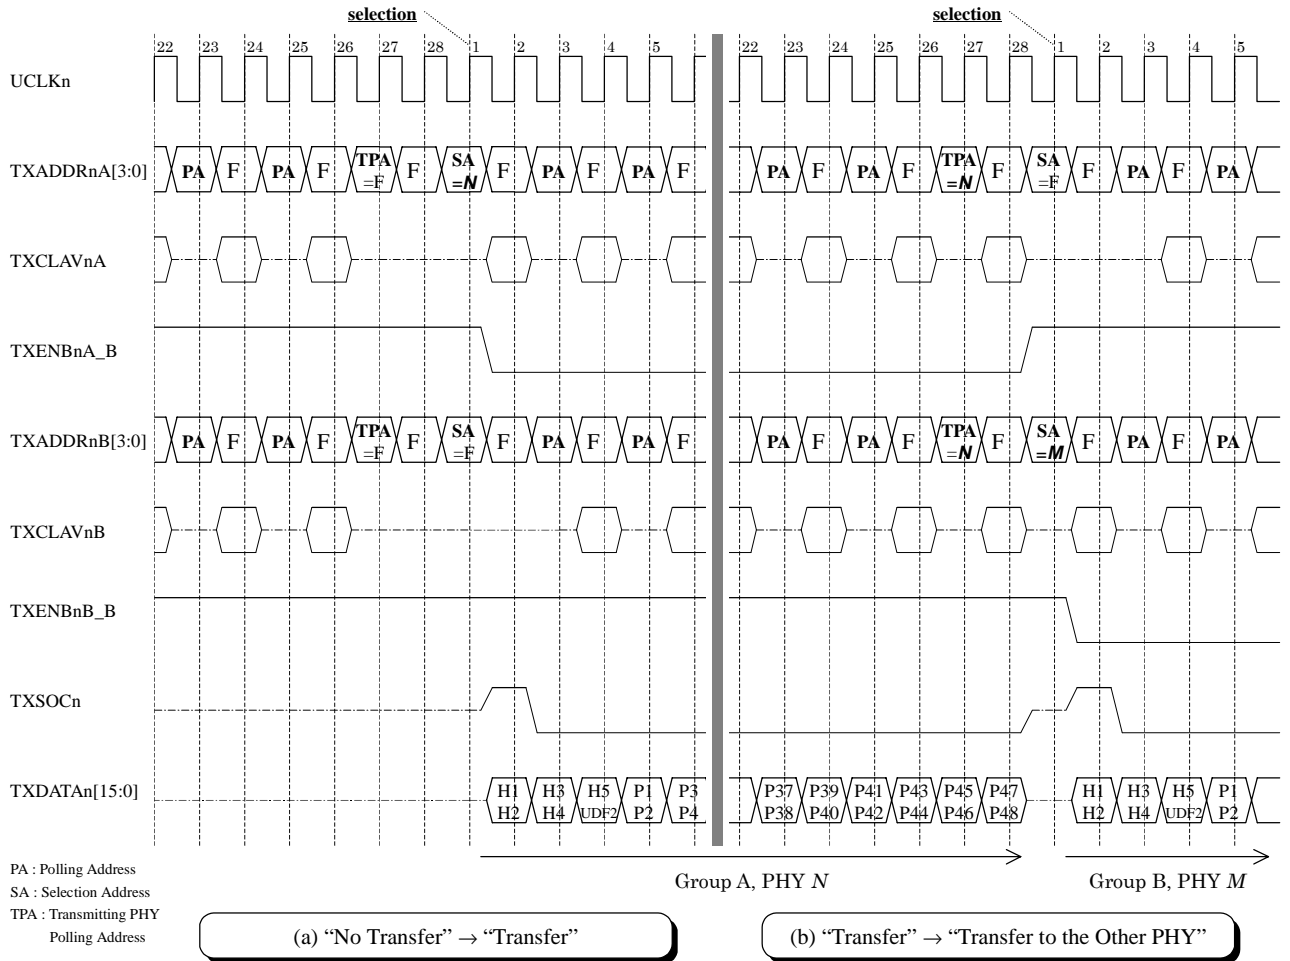 selection selection
22 23 24 25 26 27 28 1 2 3 4 5 22 23 24 25 26 27 28 1 2 3 4 5
UCLKn
TXADDRnA[3:0] PA F PA F TPA =F F SA =N F PA F PA F PA F PA F TPA =N F SA =F F PA F PA
TXCLAVnA
TXENBnA_B
TXADDRnB[3:0] PA F PA F TPA =F F SA =F F PA F PA F PA F PA F TPA =N F SA =M F PA F PA
TXCLAVnB
TXENBnB_B
TXSOCn
TXDATAn[15:0]
H1 H3 H5 P1 P3 P37 P39 P41 P43 P45 P47 H1 H3 H5 P1
H2 H4 UDF2 P2 P4 P38 P40 P42 P44 P46 P48 H2 H4 UDF2 P2
Group A, PHY N Group B, PHY M
PA : Polling Address
SA : Selection Address
TPA : Transmitting PHY
Polling Address
(a) “No Transfer” → “Transfer” (b) “Transfer” → “Transfer to the Other PHY”